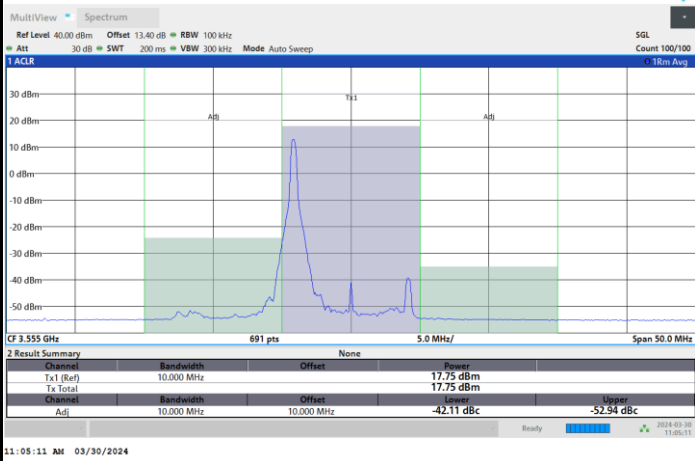 MultiView Spectrum
Ref Level 40.00 dBm Offset 13.40 dB RBW 100 kHz SGL
Att 30 dB SWT 200 ms VBW 300 kHz Mode Auto Sweep Count 100/100
1 ACLR 1Rm Avg
30 dBm
Tx1
20 dBm
Adj Adj
10 dBm
0 dBm
-10 dBm
-20 dBm
-30 dBm
-40 dBm
-50 dBm
CF 3.555 GHz 691 pts 5.0 MHz/ Span 50.0 MHz
2 Result Summary None
Channel Bandwidth Offset Power
Tx1 (Ref) 10.000 MHz 17.75 dBm
Tx Total 17.75 dBm
Channel Bandwidth Offset Lower Upper
Adj 10.000 MHz 10.000 MHz -42.11 dBc -52.94 dBc
Ready 2024-03-30
11:05:11
11:05:11 AM 03/30/2024